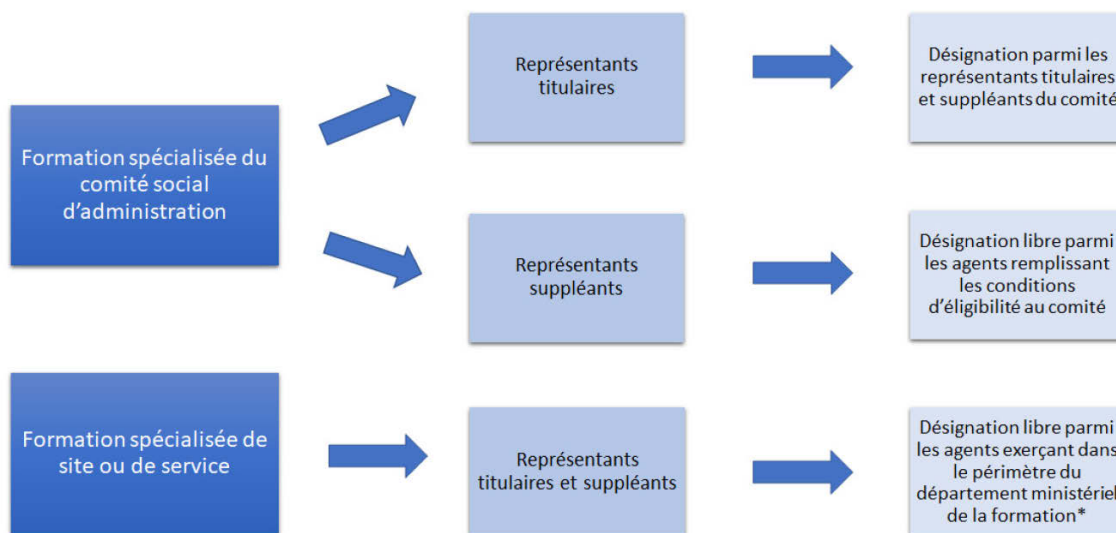 Représentants
titulaires
Désignation parmi les
représentants titulaires
et suppléants du comité
Formation spécialisée du
comité social
d'administration
Représentants
suppléants
Désignation libre parmi
les agents remplissant
les conditions
d'éligibilité au comité
Formation spécialisée de
site ou de service
Représentants
titulaires et suppléants
Désignation libre parmi
les agents exerçant dans
le périmètre du
département ministériel
de la formation*